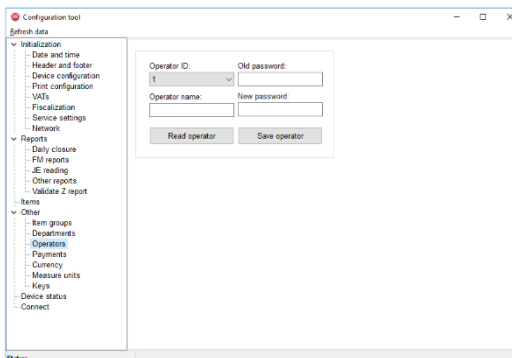 Configuration tool
Refresh data
Initialization
Date and time
Header and footer
Device configuration
Print configuration
VATs
Fiscalization
Service settings
Network
Reports
Daily closure
FM reports
JE reading
Other reports
Validate Z report
Items
Other
Item groups
Departments
Operators
Payments
Currency
Measure units
Keys
Device status
Connect
Operator ID: Old password:
1
Operator name: New password:
Read operator Save operator